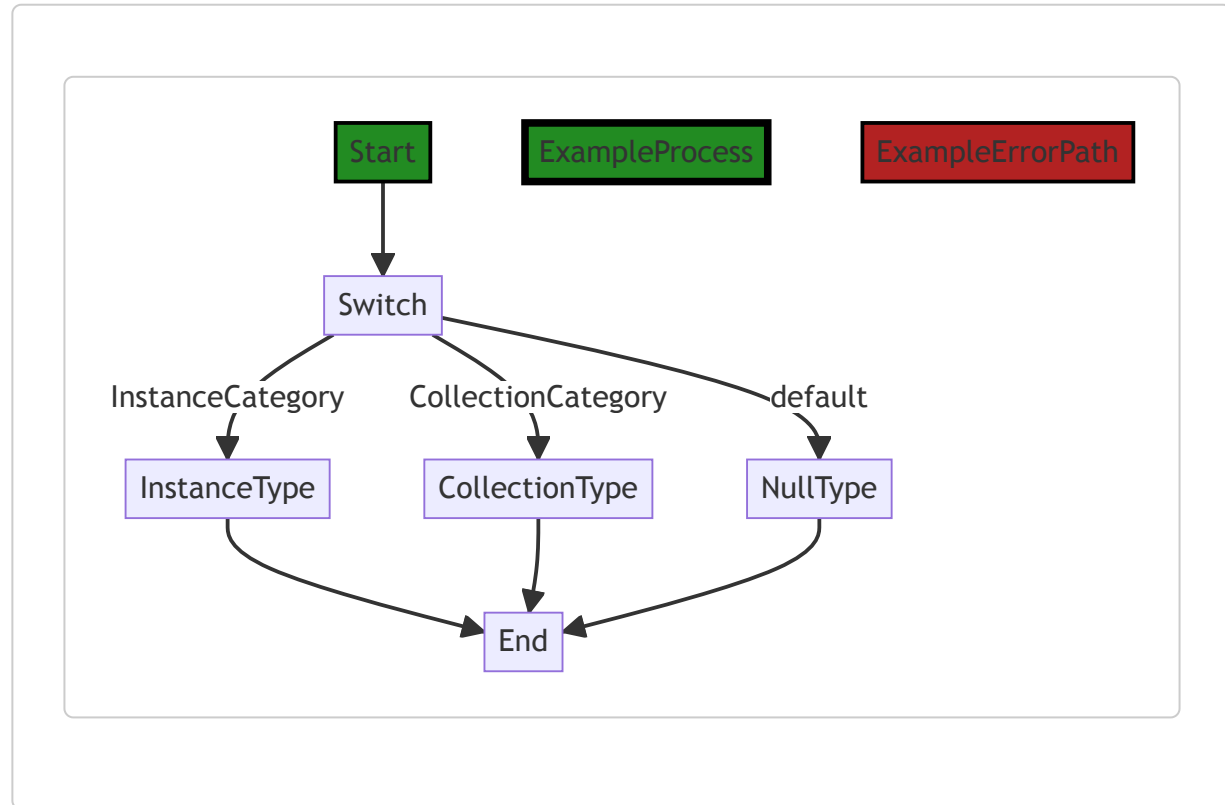 Start
ExampleProcess
ExampleErrorPath
Switch
InstanceCategory
CollectionCategory
default
InstanceType
CollectionType
NullType
End